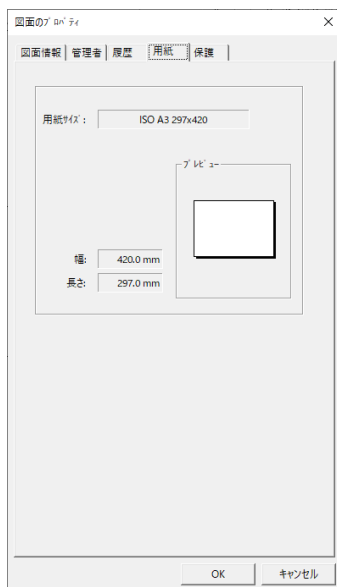 図面のﾌﾟﾛﾊﾟﾃｨ
図面情報 管理者 履歴 用紙 保護
用紙ｻｲｽﾞ: ISO A3 297x420
ﾌﾟﾚﾋﾞｭｰ
幅: 420.0 mm
長さ: 297.0 mm
OK キャンセル